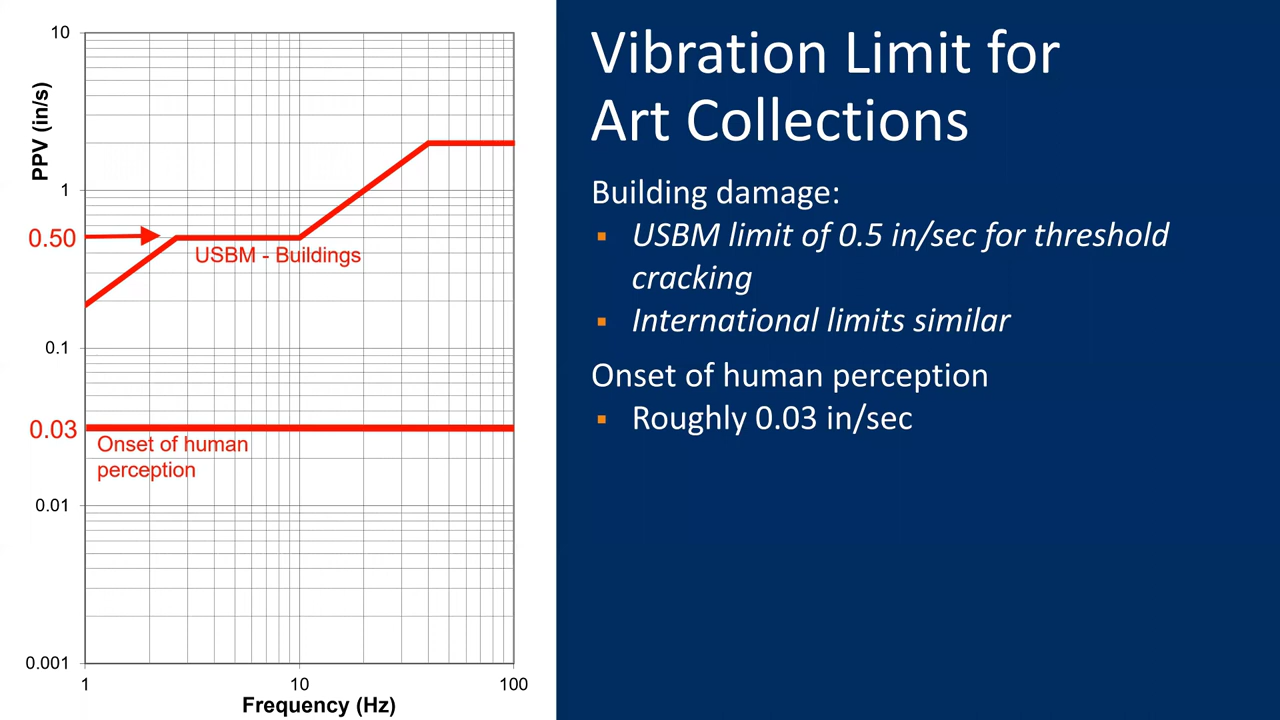 10
PPV (in/s)
1
0.50
USBM - Buildings
0.1
0.03
Onset of human
perception
0.01
0.001
1
10
100
Frequency (Hz)
Vibration Limit for
Art Collections
Building damage:
▪ USBM limit of 0.5 in/sec for threshold
cracking
▪ International limits similar
Onset of human perception
▪ Roughly 0.03 in/sec